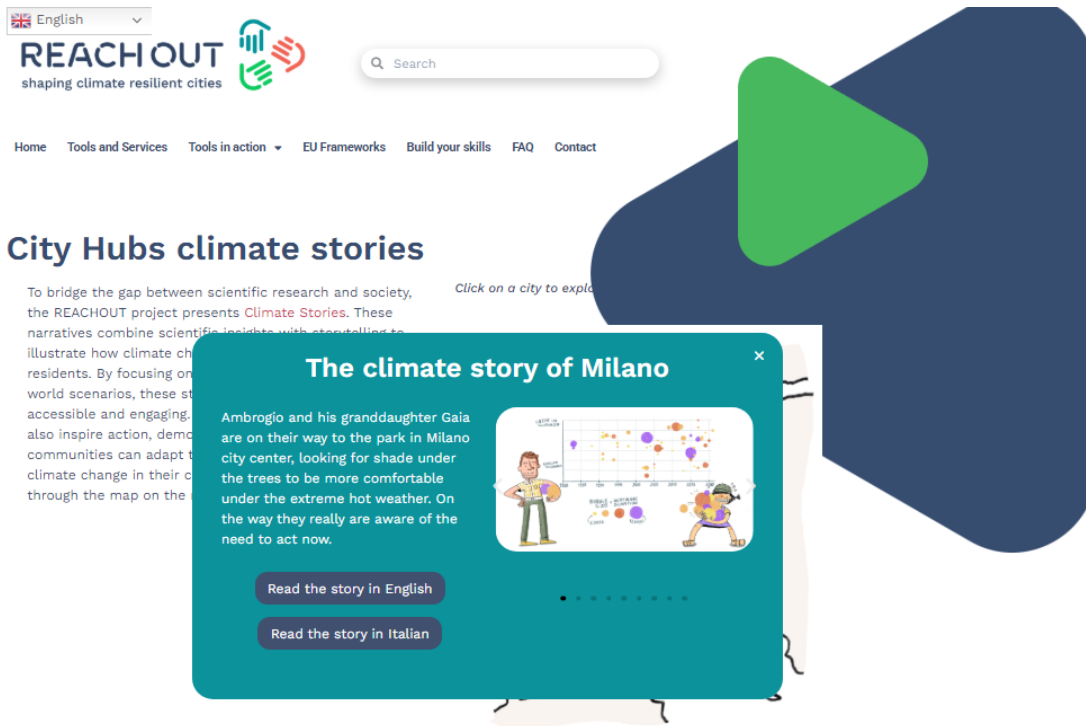 English
REACHOUT
shaping climate resilient cities
Search
Home Tools and Services Tools in action EU Frameworks Build your skills FAQ Contact
City Hubs climate stories
To bridge the gap between scientific research and society,
the REACHOUT project presents Climate Stories. These
narratives combine scientific insights with storytelling to
illustrate how climate ch
residents. By focusing on
world scenarios, these st
accessible and engaging.
also inspire action, demo
communities can adapt t
climate change in their c
through the map on the
Click on a city to explo
The climate story of Milano
×
Ambrogio and his granddaughter Gaia
are on their way to the park in Milano
city center, looking for shade under
the trees to be more comfortable
under the extreme hot weather. On
the way they really are aware of the
need to act now.
Read the story in English
Read the story in Italian